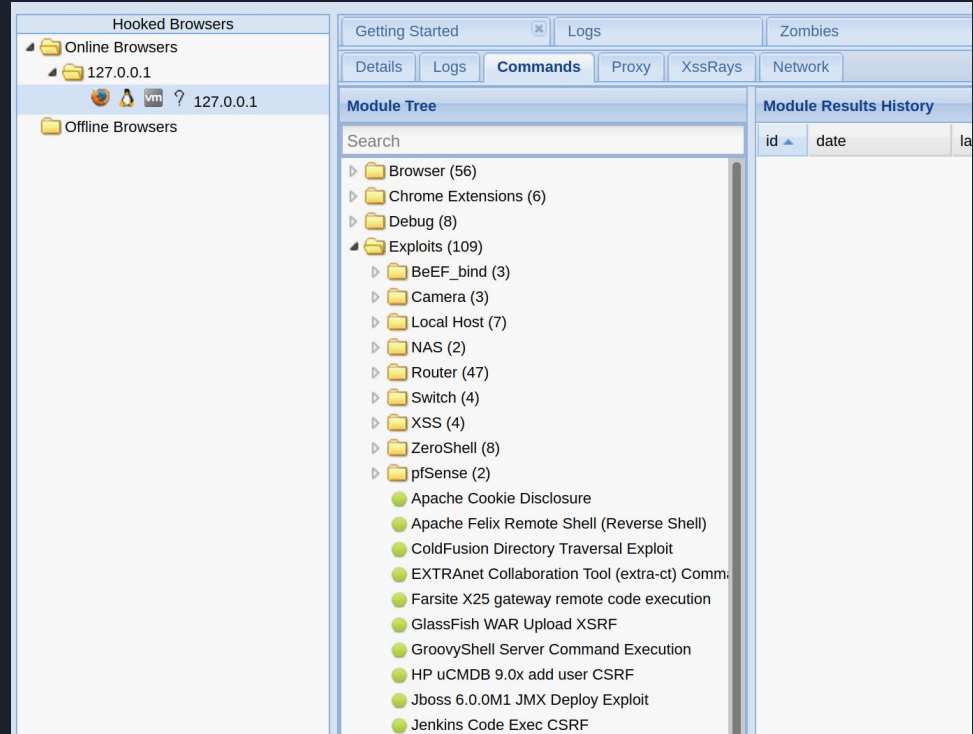 Hooked Browsers
Online Browsers
127.0.0.1
vm ? 127.0.0.1
Offline Browsers
Getting Started
Logs
Zombies
Details
Logs
Commands
Proxy
XssRays
Network
Module Tree
Search
Browser (56)
Chrome Extensions (6)
Debug (8)
Exploits (109)
BeEF_bind (3)
Camera (3)
Local Host (7)
NAS (2)
Router (47)
Switch (4)
XSS (4)
ZeroShell (8)
pfSense (2)
Apache Cookie Disclosure
Apache Felix Remote Shell (Reverse Shell)
ColdFusion Directory Traversal Exploit
EXTRAnet Collaboration Tool (extra-ct) Comma
Farsite X25 gateway remote code execution
GlassFish WAR Upload XSRF
GroovyShell Server Command Execution
HP uCMDB 9.0x add user CSRF
Jboss 6.0.0M1 JMX Deploy Exploit
Jenkins Code Exec CSRF
Module Results History
id
date
la